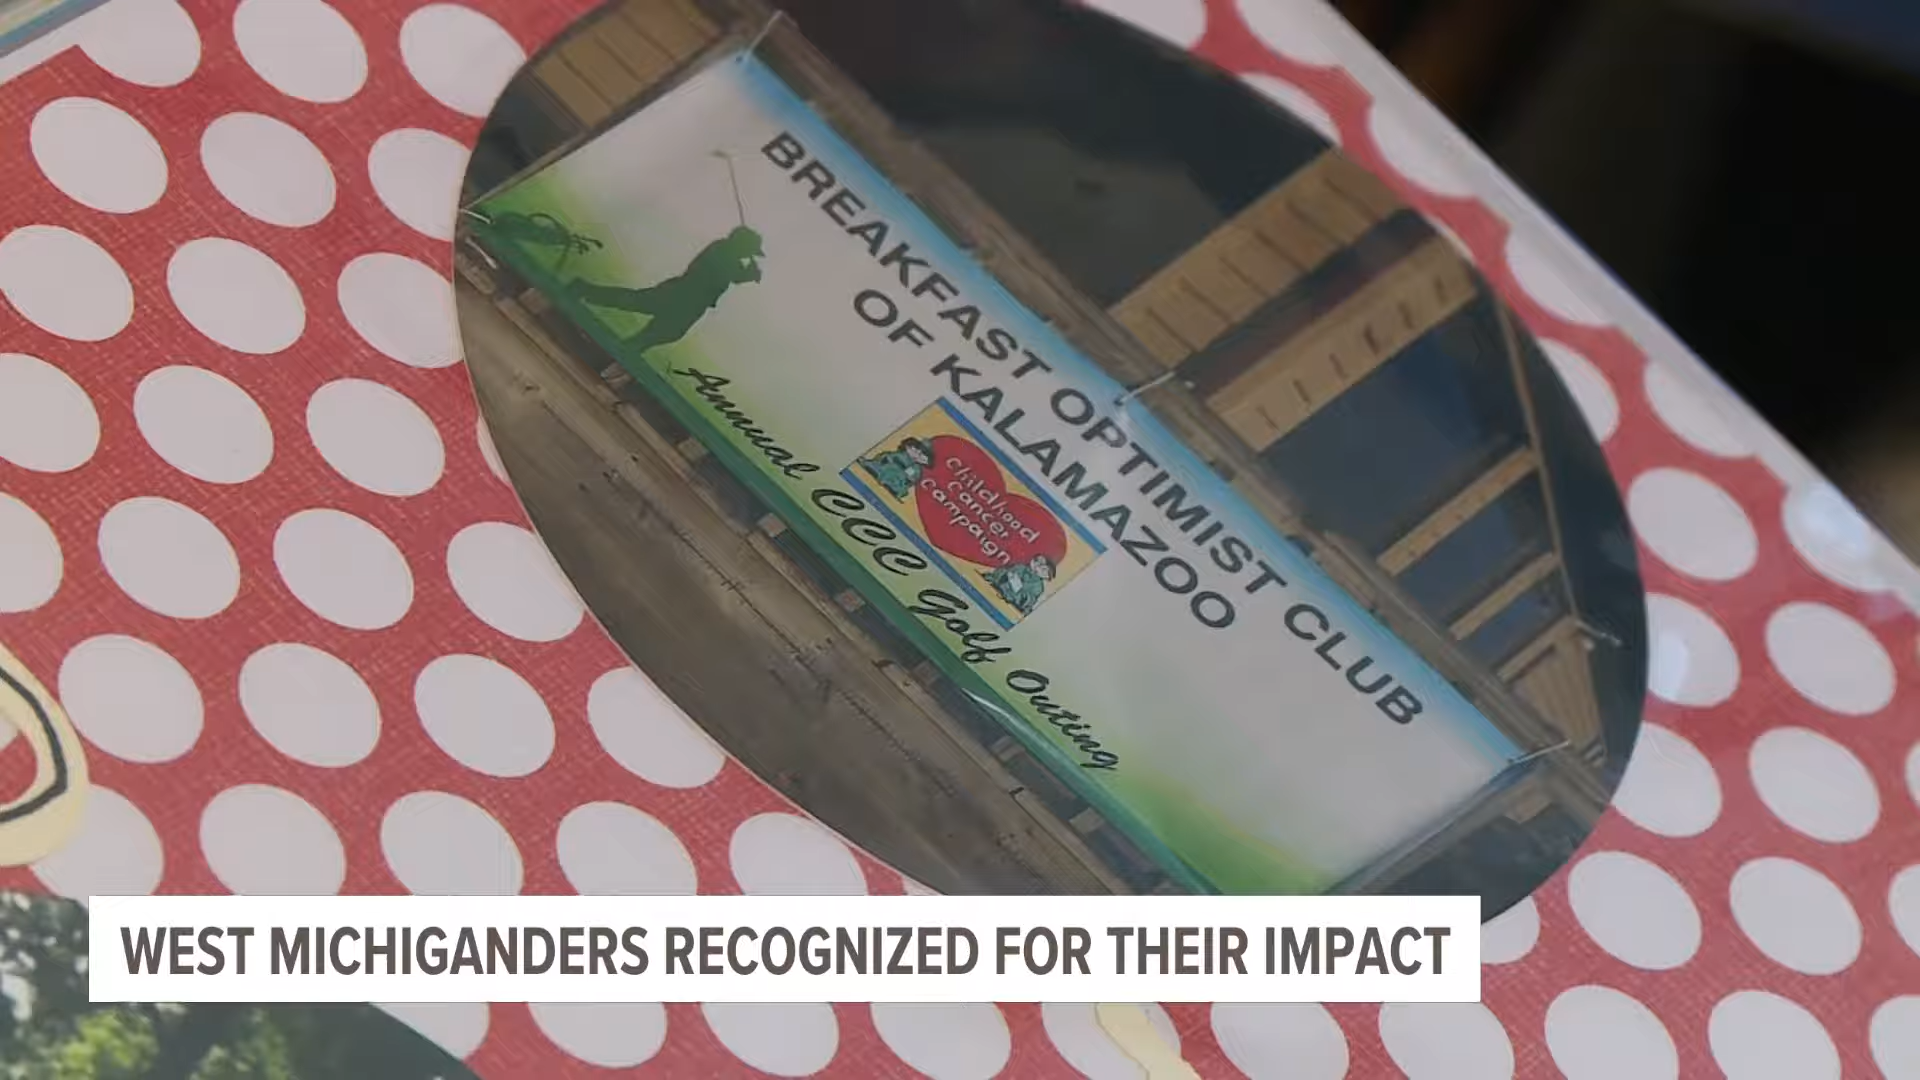 BREAKFAST OPTIMIST CLUB
OF KALAMAZOO
Childhood
Cancer
Campaign
Annual CCC Golf Outing
WEST MICHIGANDERS RECOGNIZED FOR THEIR IMPACT